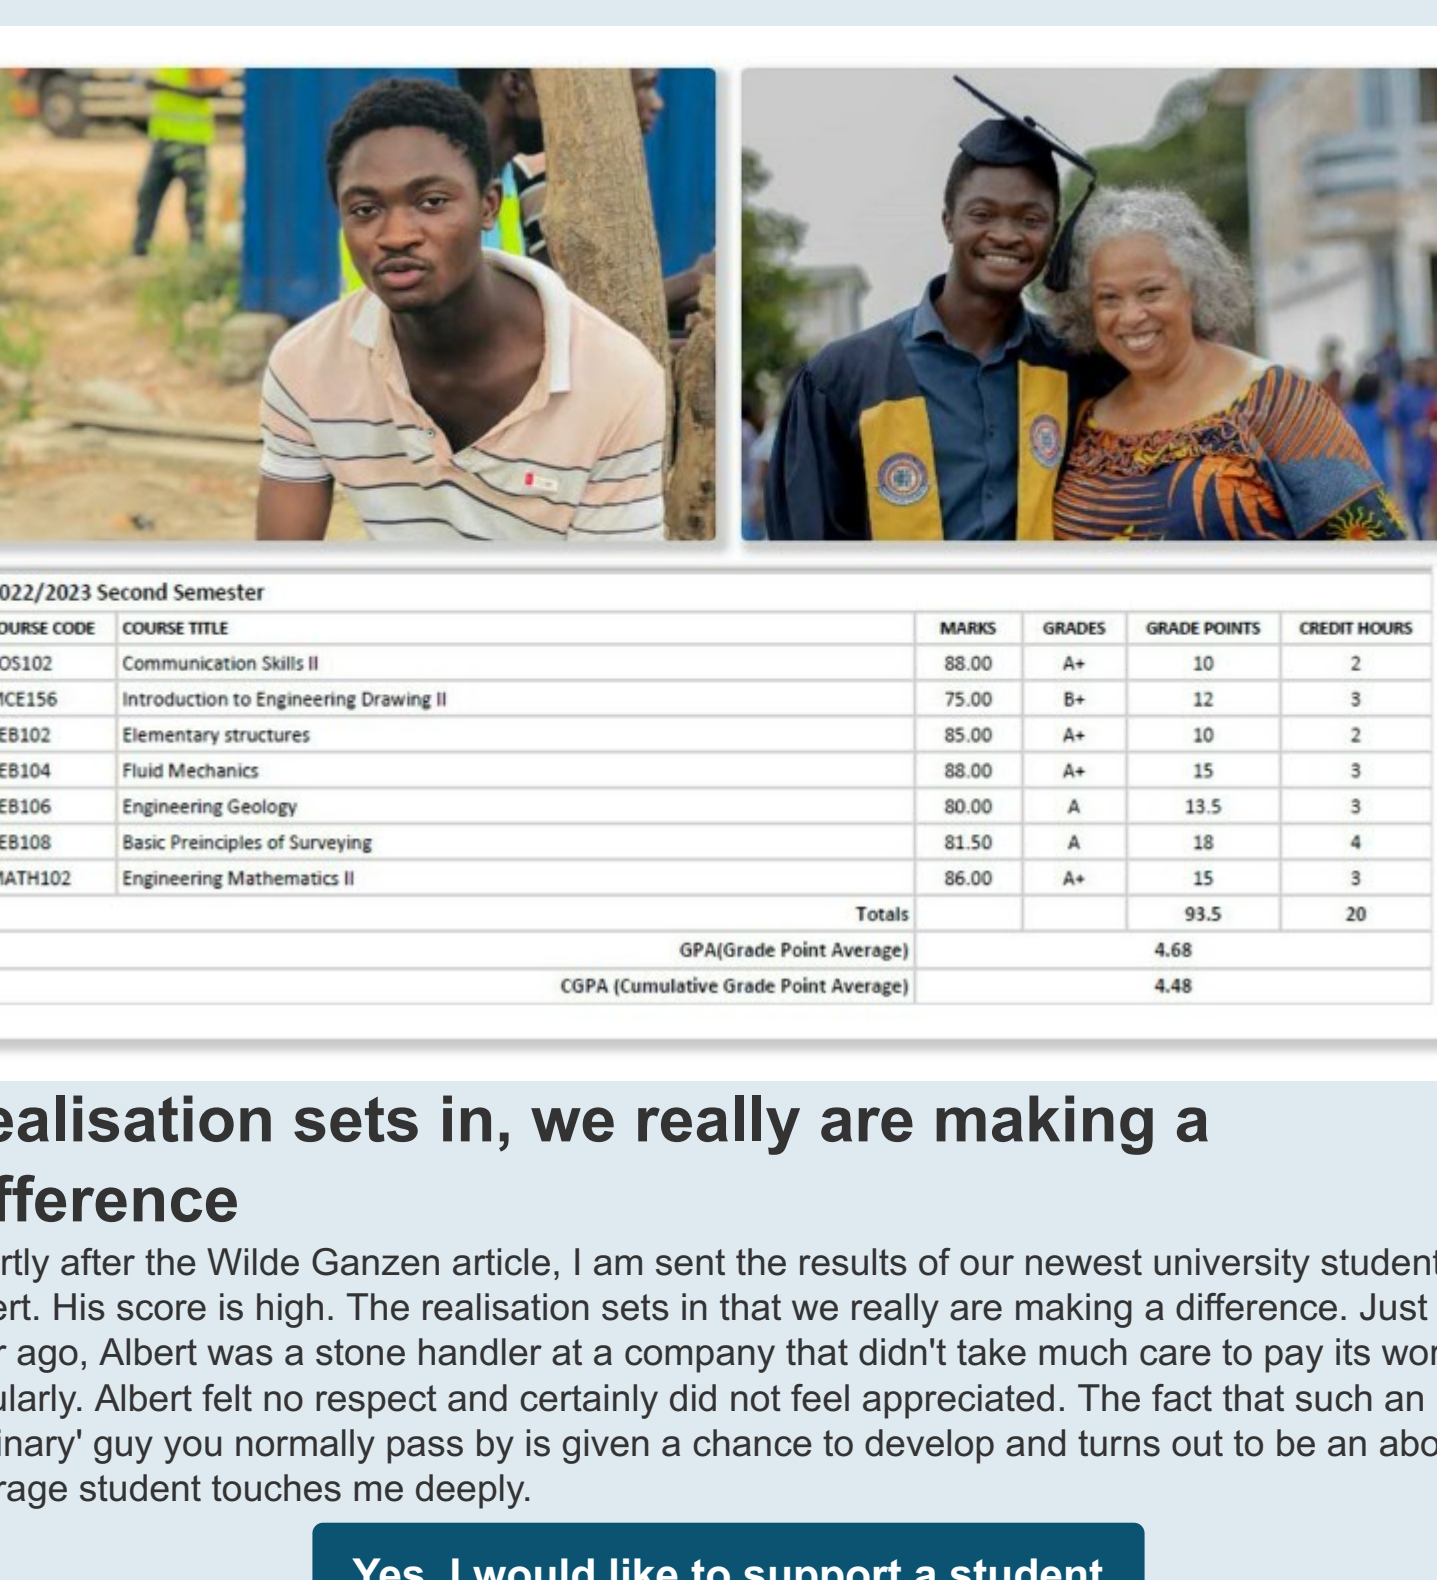 022/2023 Second Semester
OURSE CODE COURSE TITLE MARKS GRADES GRADE POINTS CREDIT HOURS
OS102 Communication Skills II 88.00 A+ 10 2
CE156 Introduction to Engineering Drawing II 75.00 B+ 12 3
EB102 Elementary structures 85.00 A+ 10 2
EB104 Fluid Mechanics 88.00 A+ 15 3
EB106 Engineering Geology 80.00 A 13.5 3
EB108 Basic Preinciples of Surveying 81.50 A 18 4
ATH102 Engineering Mathematics II 86.00 A+ 15 3
Totals 93.5 20
GPA(Grade Point Average) 4.68
CGPA (Cumulative Grade Point Average) 4.48
ealisation sets in, we really are making a
fference
rtly after the Wilde Ganzen article, I am sent the results of our newest university student
ert. His score is high. The realisation sets in that we really are making a difference. Just
r ago, Albert was a stone handler at a company that didn't take much care to pay its wor
ularly. Albert felt no respect and certainly did not feel appreciated. The fact that such an
inary' guy you normally pass by is given a chance to develop and turns out to be an abo
rage student touches me deeply.
Yes, I would like to support a student